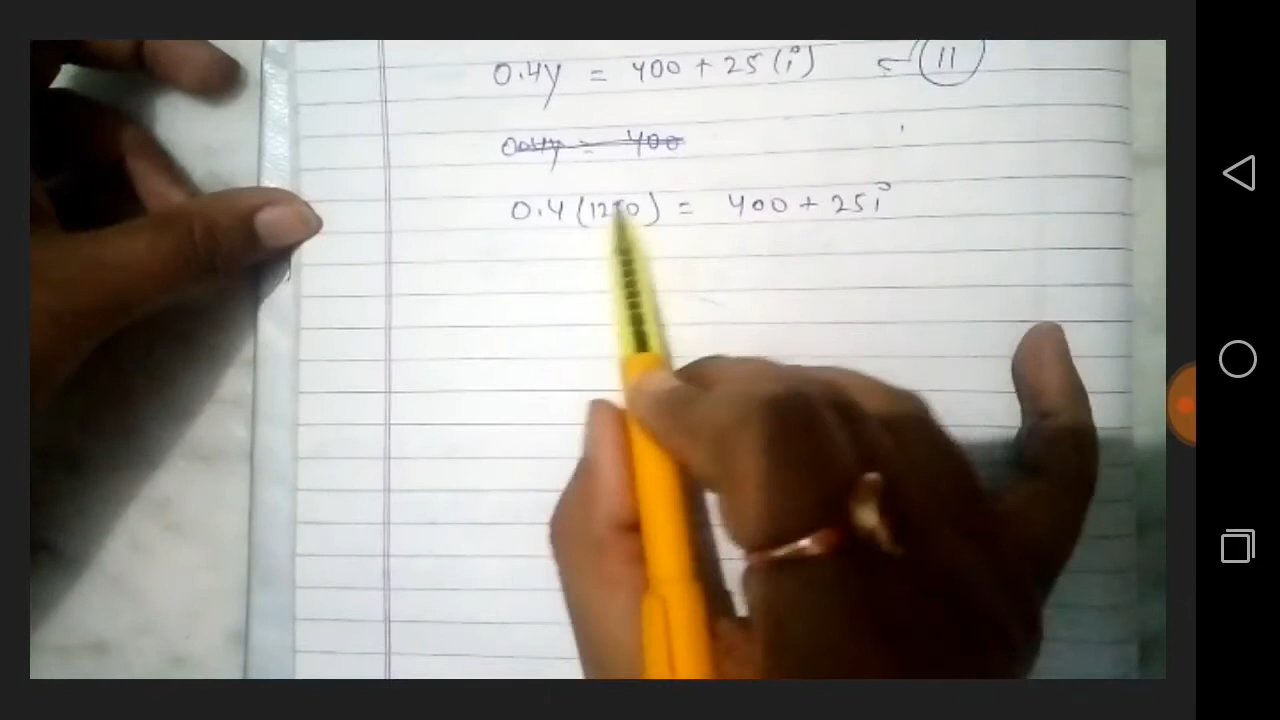 0.4y = 400 + 25(i) ← 11
0.4y = 400
0.4(1250) = 400 + 25i